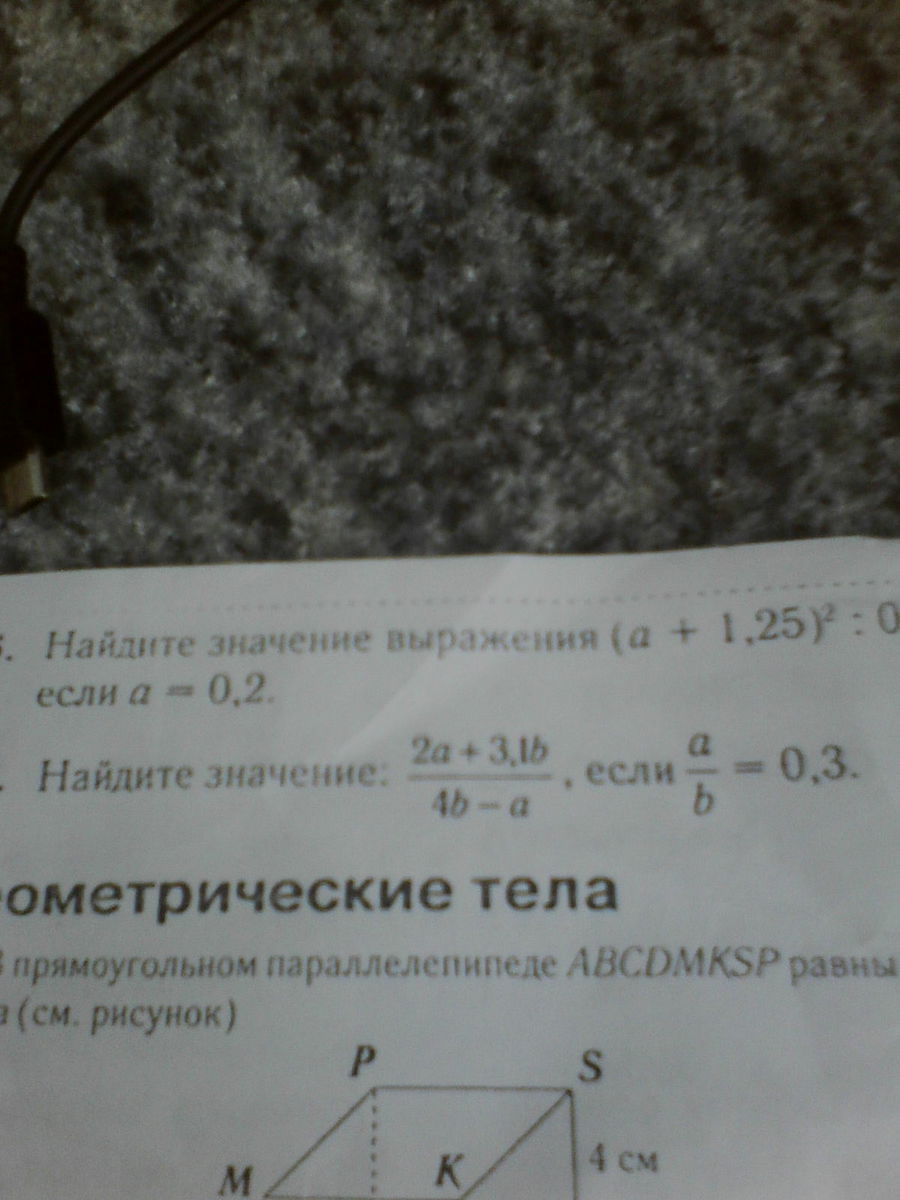 Найдите значение выражения (a + 1,25)² : 0
если a = 0,2.
Найдите значение: (2a + 3,1b)/(4b − a), если a/b = 0,3.
ометрические тела
прямоугольном параллелепипеде ABCDMKSP равны
(см. рисунок)
P S
M K 4 см